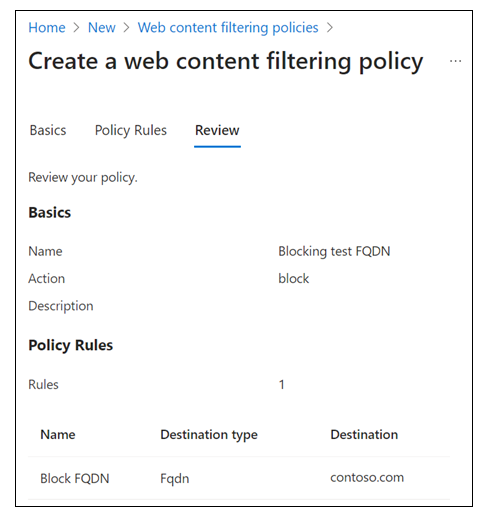 Home > New > Web content filtering policies >
Create a web content filtering policy ...
Basics Policy Rules Review
Review your policy.
Basics
Name Blocking test FQDN
Action block
Description
Policy Rules
Rules 1
Name Destination type Destination
Block FQDN Fqdn contoso.com